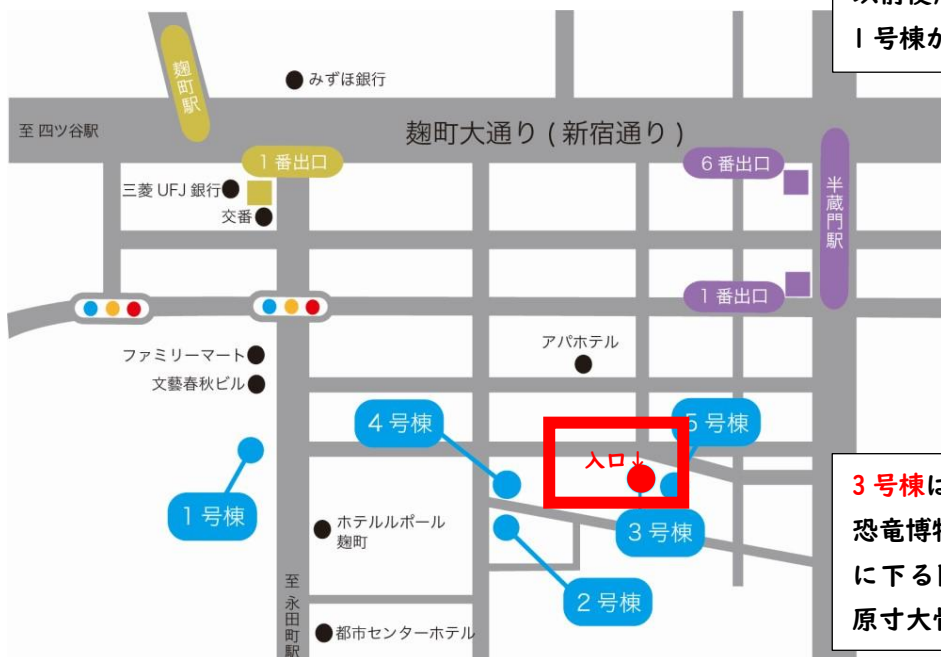 1号棟が
麹町駅
みずほ銀行
至 四ツ谷駅
麹町大通り ( 新宿通り )
1番出口
6番出口
三菱 UFJ 銀行
半蔵門駅
交番
1番出口
アパホテル
ファミリーマート
文藝春秋ビル
4号棟
5号棟
入口↓
1号棟
3号棟は
ホテルルポール
麹町
3号棟
恐竜博物
に下る
2号棟
至 永田町駅
原寸大骨
都市センターホテル